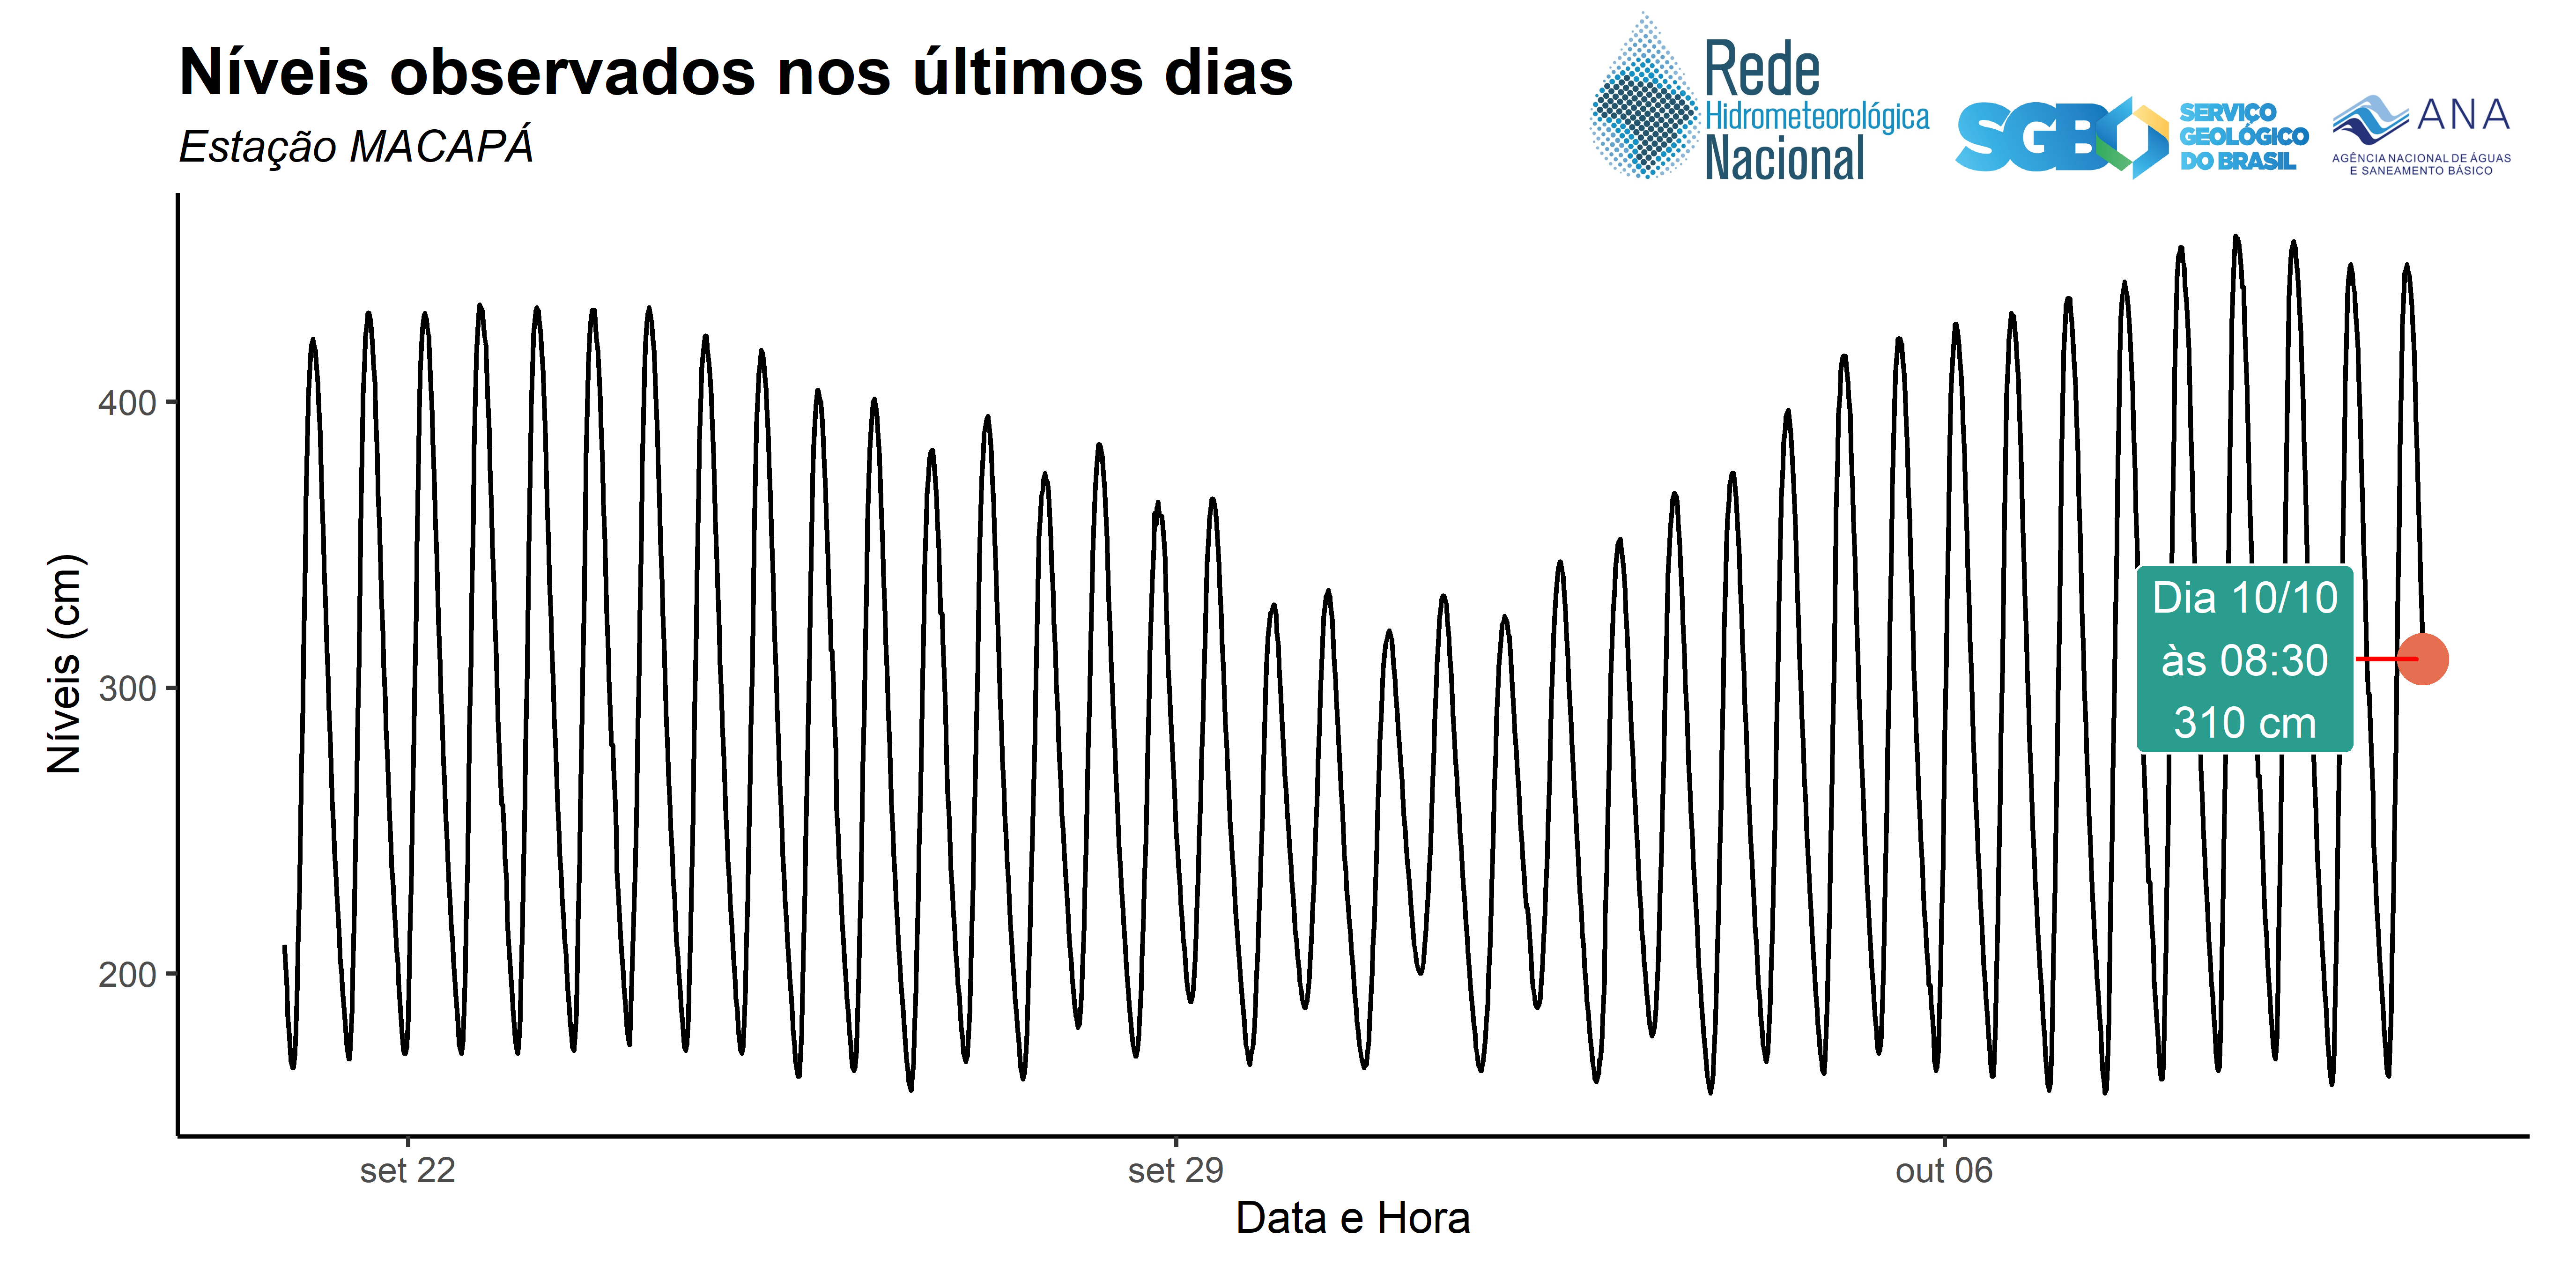 Níveis observados nos últimos dias
Estação MACAPÁ
Rede
Hidrometeorológica
Nacional
SGB
SERVIÇO
GEOLÓGICO
DO BRASIL
ANA
AGÊNCIA NACIONAL DE ÁGUAS
E SANEAMENTO BÁSICO
Níveis (cm)
400
300
200
Dia 10/10
às 08:30
310 cm
set 22
set 29
out 06
Data e Hora